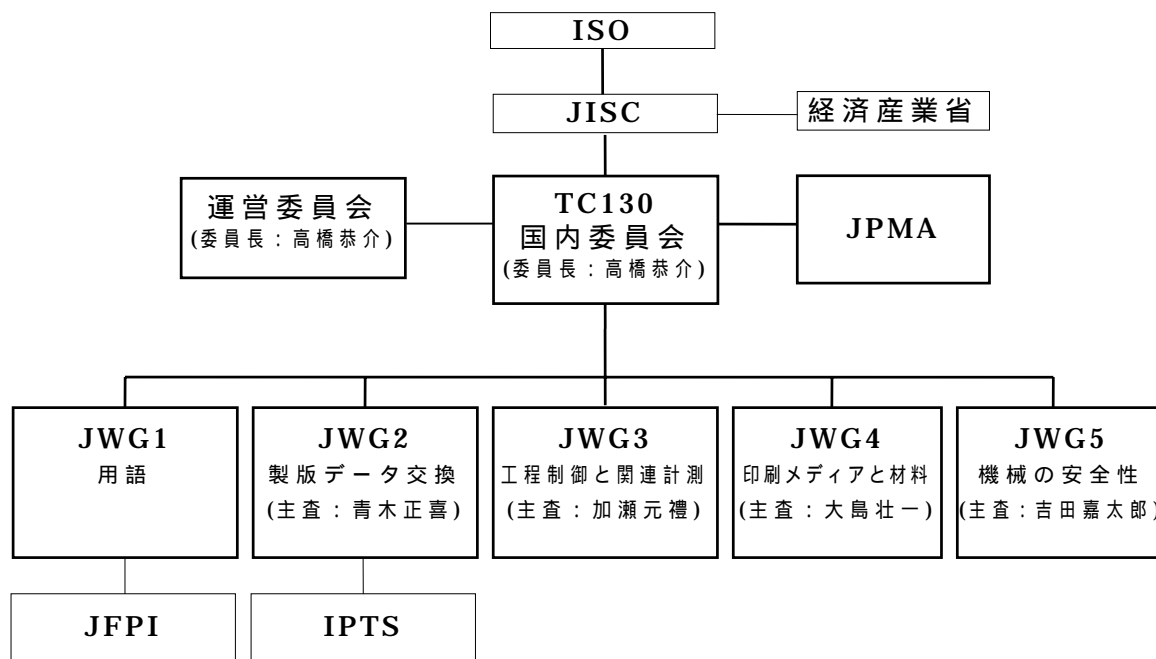 ISO
JISC
経済産業省
運営委員会
(委員長：高橋恭介)
TC130
国内委員会
(委員長：高橋恭介)
JPMA
JWG1
用語
JWG2
製版データ交換
(主査：青木正喜)
JWG3
工程制御と関連計測
(主査：加瀬元禮)
JWG4
印刷メディアと材料
(主査：大島壮一)
JWG5
機械の安全性
(主査：吉田嘉太郎)
JFPI
IPTS